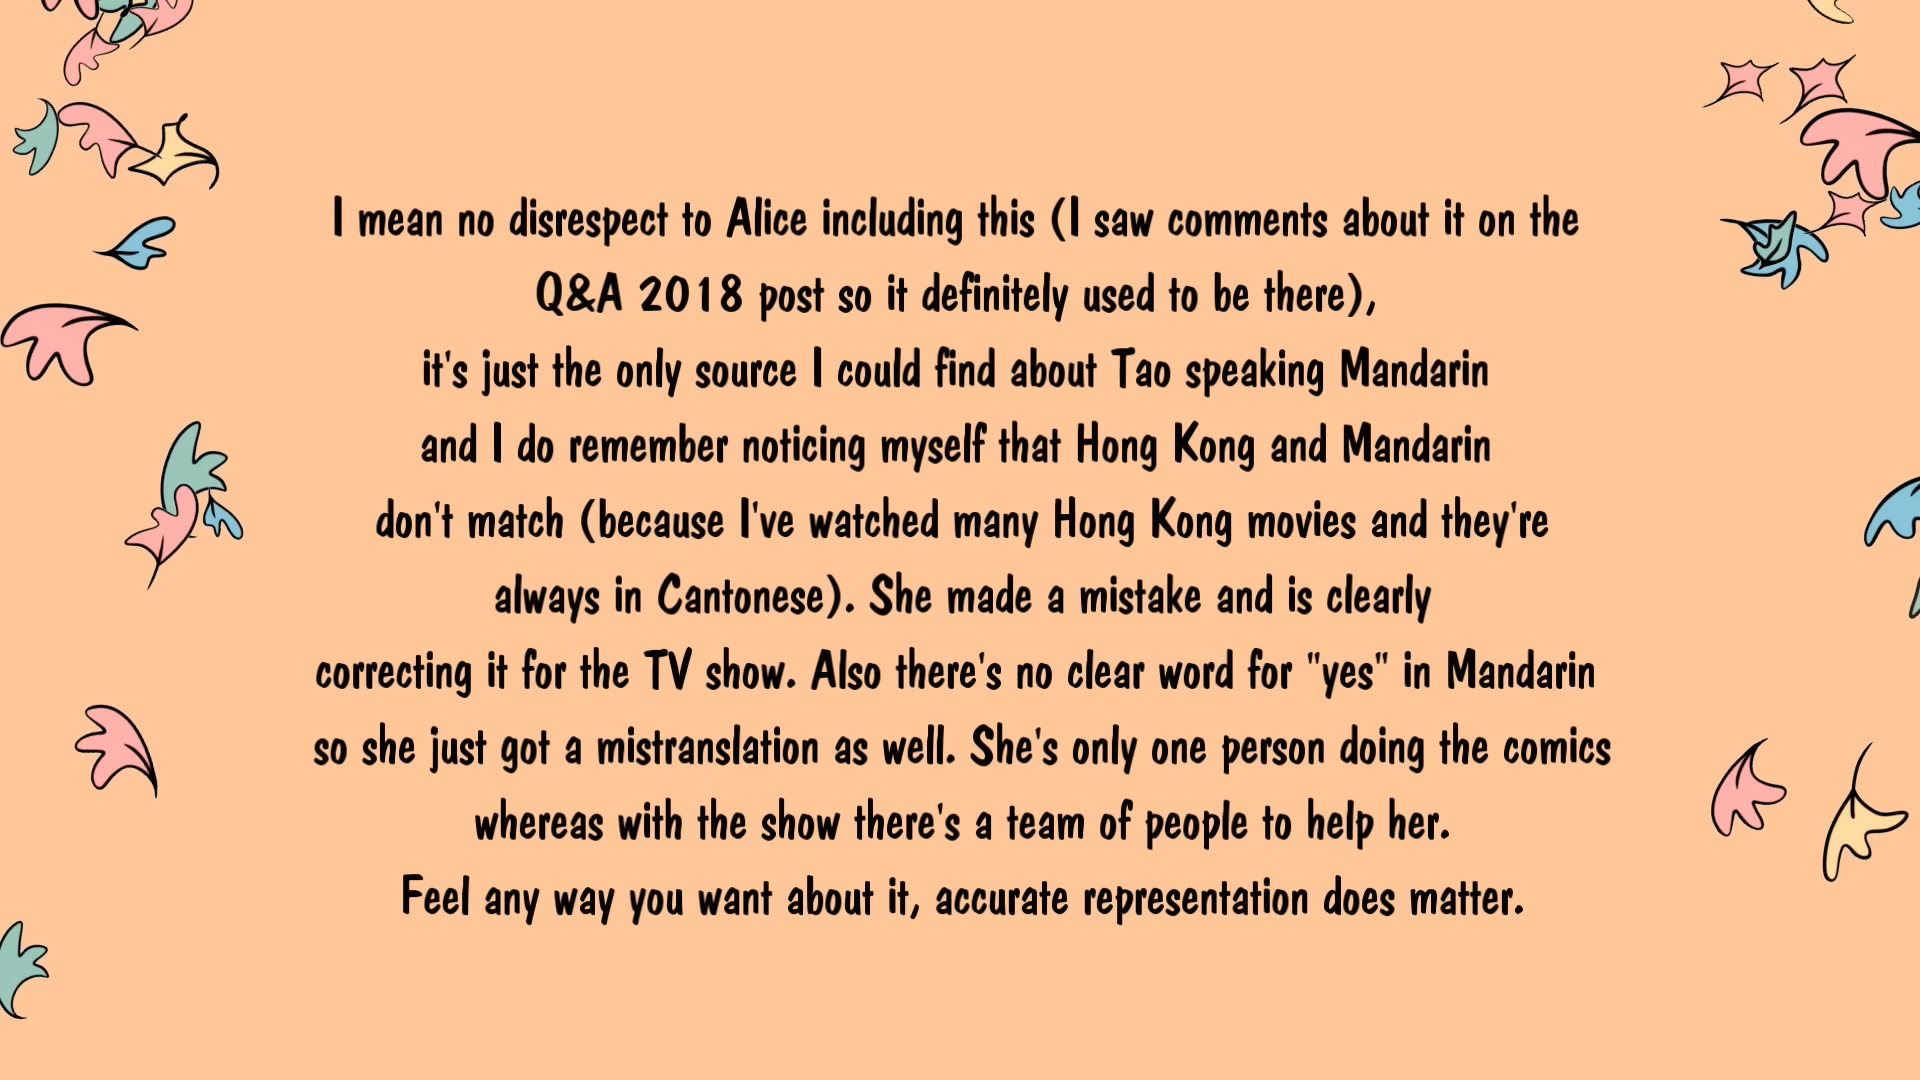 I mean no disrespect to Alice including this (I saw comments about it on the
Q&A 2018 post so it definitely used to be there),
it's just the only source I could find about Tao speaking Mandarin
and I do remember noticing myself that Hong Kong and Mandarin
don't match (because I've watched many Hong Kong movies and they're
always in Cantonese). She made a mistake and is clearly
correcting it for the TV show. Also there's no clear word for "yes" in Mandarin
so she just got a mistranslation as well. She's only one person doing the comics
whereas with the show there's a team of people to help her.
Feel any way you want about it, accurate representation does matter.